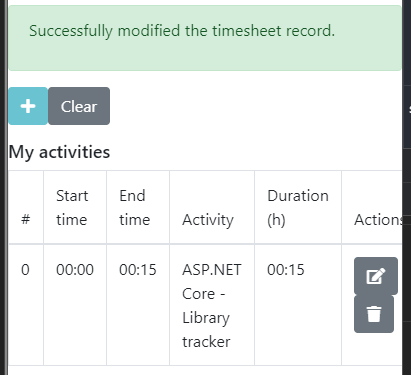 Successfully modified the timesheet record.
+ Clear
My activities
# Start time End time Activity Duration (h) Actions
0 00:00 00:15 ASP.NET Core - Library tracker 00:15